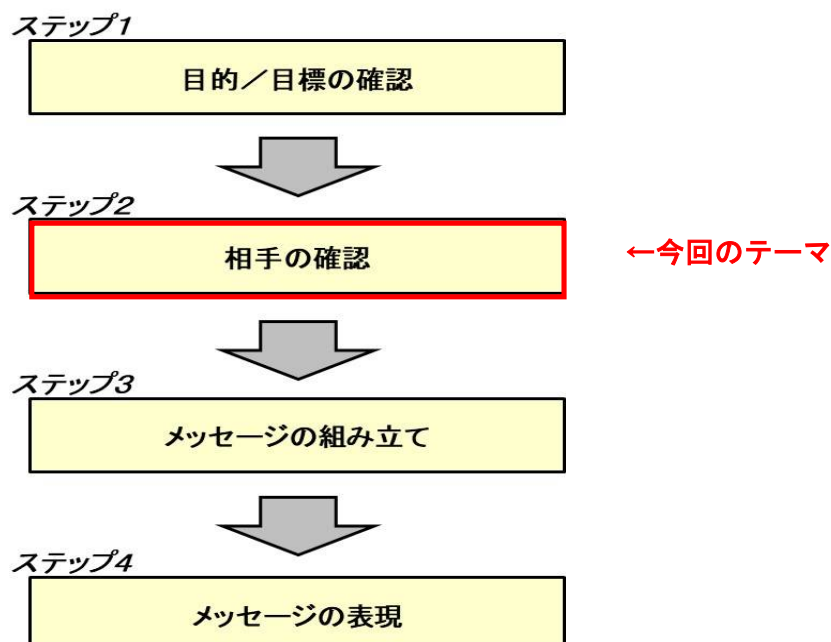 ステップ1
目的／目標の確認
ステップ2
相手の確認
←今回のテーマ
ステップ3
メッセージの組み立て
ステップ4
メッセージの表現